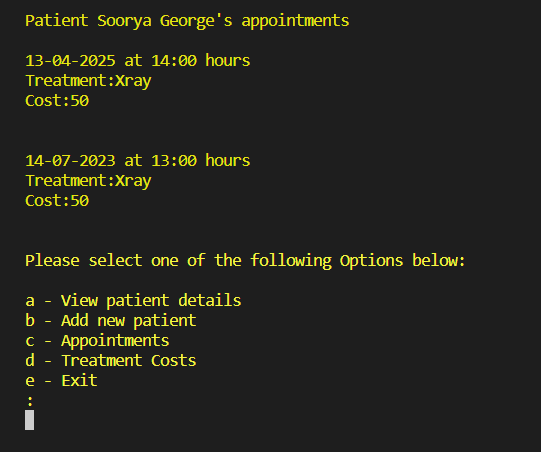 Patient Soorya George's appointments
13-04-2025 at 14:00 hours
Treatment:Xray
Cost:50
14-07-2023 at 13:00 hours
Treatment:Xray
Cost:50
Please select one of the following Options below:
a - View patient details
b - Add new patient
c - Appointments
d - Treatment Costs
e - Exit
: